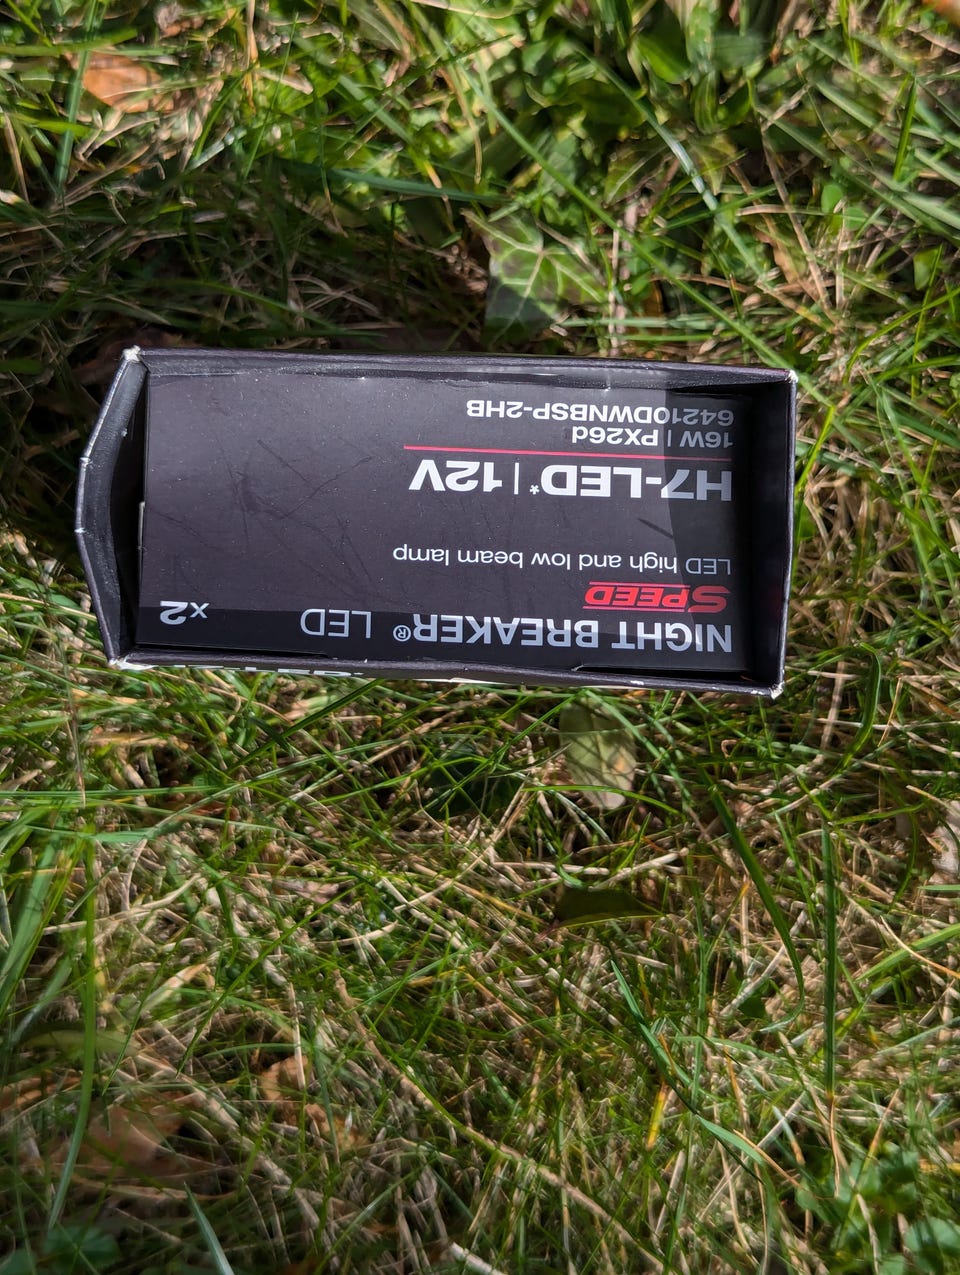 NIGHT BREAKER® LED x2
SPEED
LED high and low beam lamp
H7-LED* | 12V
16W | PX26d
64210DWNBSP-2HB